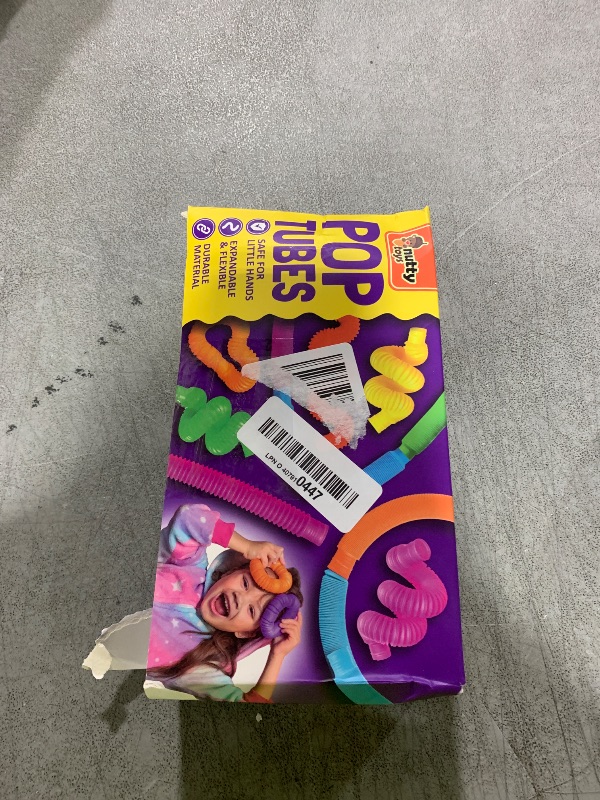 nutty
toys
POP
TUBES
SAFE FOR
LITTLE HANDS
EXPANDABLE
& FLEXIBLE
DURABLE
MATERIAL
0447